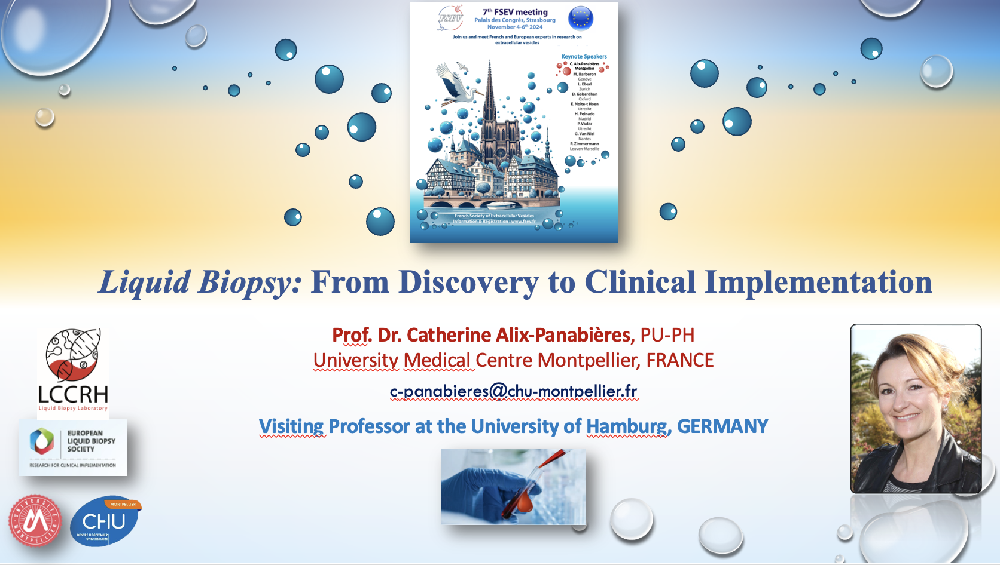 FSEV
7th FSEV meeting
Palais des Congrès, Strasbourg
November 4-6th 2024
Join us and meet French and European experts in research on
extracellular vesicles
Keynote Speakers
C. Alix-Panabières
Montpellier
M. Barberon
Genève
L. Eberl
Zurich
D. Goberdhan
Oxford
E. Nolte-t Hoen
Utrecht
H. Peinado
Madrid
P. Vader
Utrecht
G. Van Niel
Nantes
P. Zimmermann
Leuven-Marseille
French Society of Extracellular Vesicles
Information & Registration : www.fsev.fr
Liquid Biopsy: From Discovery to Clinical Implementation
Prof. Dr. Catherine Alix-Panabières, PU-PH
University Medical Centre Montpellier, FRANCE
c-panabieres@chu-montpellier.fr
Visiting Professor at the University of Hamburg, GERMANY
LCCRH
Liquid Biopsy Laboratory
EUROPEAN
LIQUID BIOPSY
SOCIETY
RESEARCH FOR CLINICAL IMPLEMENTATION
UNIVERSITÉ
MONTPELLIER
MONTPELLIER
CHU
CENTRE HOSPITALIER
UNIVERSITAIRE